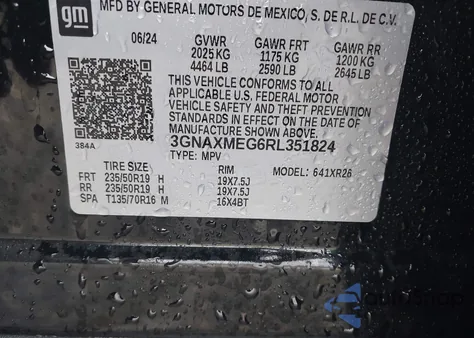 gm
MFD BY GENERAL MOTORS DE MEXICO, S. DE R.L. DE C.V.
06/24 GVWR GAWR FRT GAWR RR
2025 KG 1175 KG 1200 KG
4464 LB 2590 LB 2645 LB
THIS VEHICLE CONFORMS TO ALL
APPLICABLE U.S. FEDERAL MOTOR
VEHICLE SAFETY AND THEFT PREVENTION
STANDARDS IN EFFECT ON THE DATE OF
MANUFACTURE SHOWN ABOVE.
384A 3GNAXMEG6RL351824
TYPE: MPV
TIRE SIZE RIM MODEL: 641XR26
FRT 235/50R19 H 19X7.5J
RR 235/50R19 H 19X7.5J
SPA T135/70R16 M 16X4BT